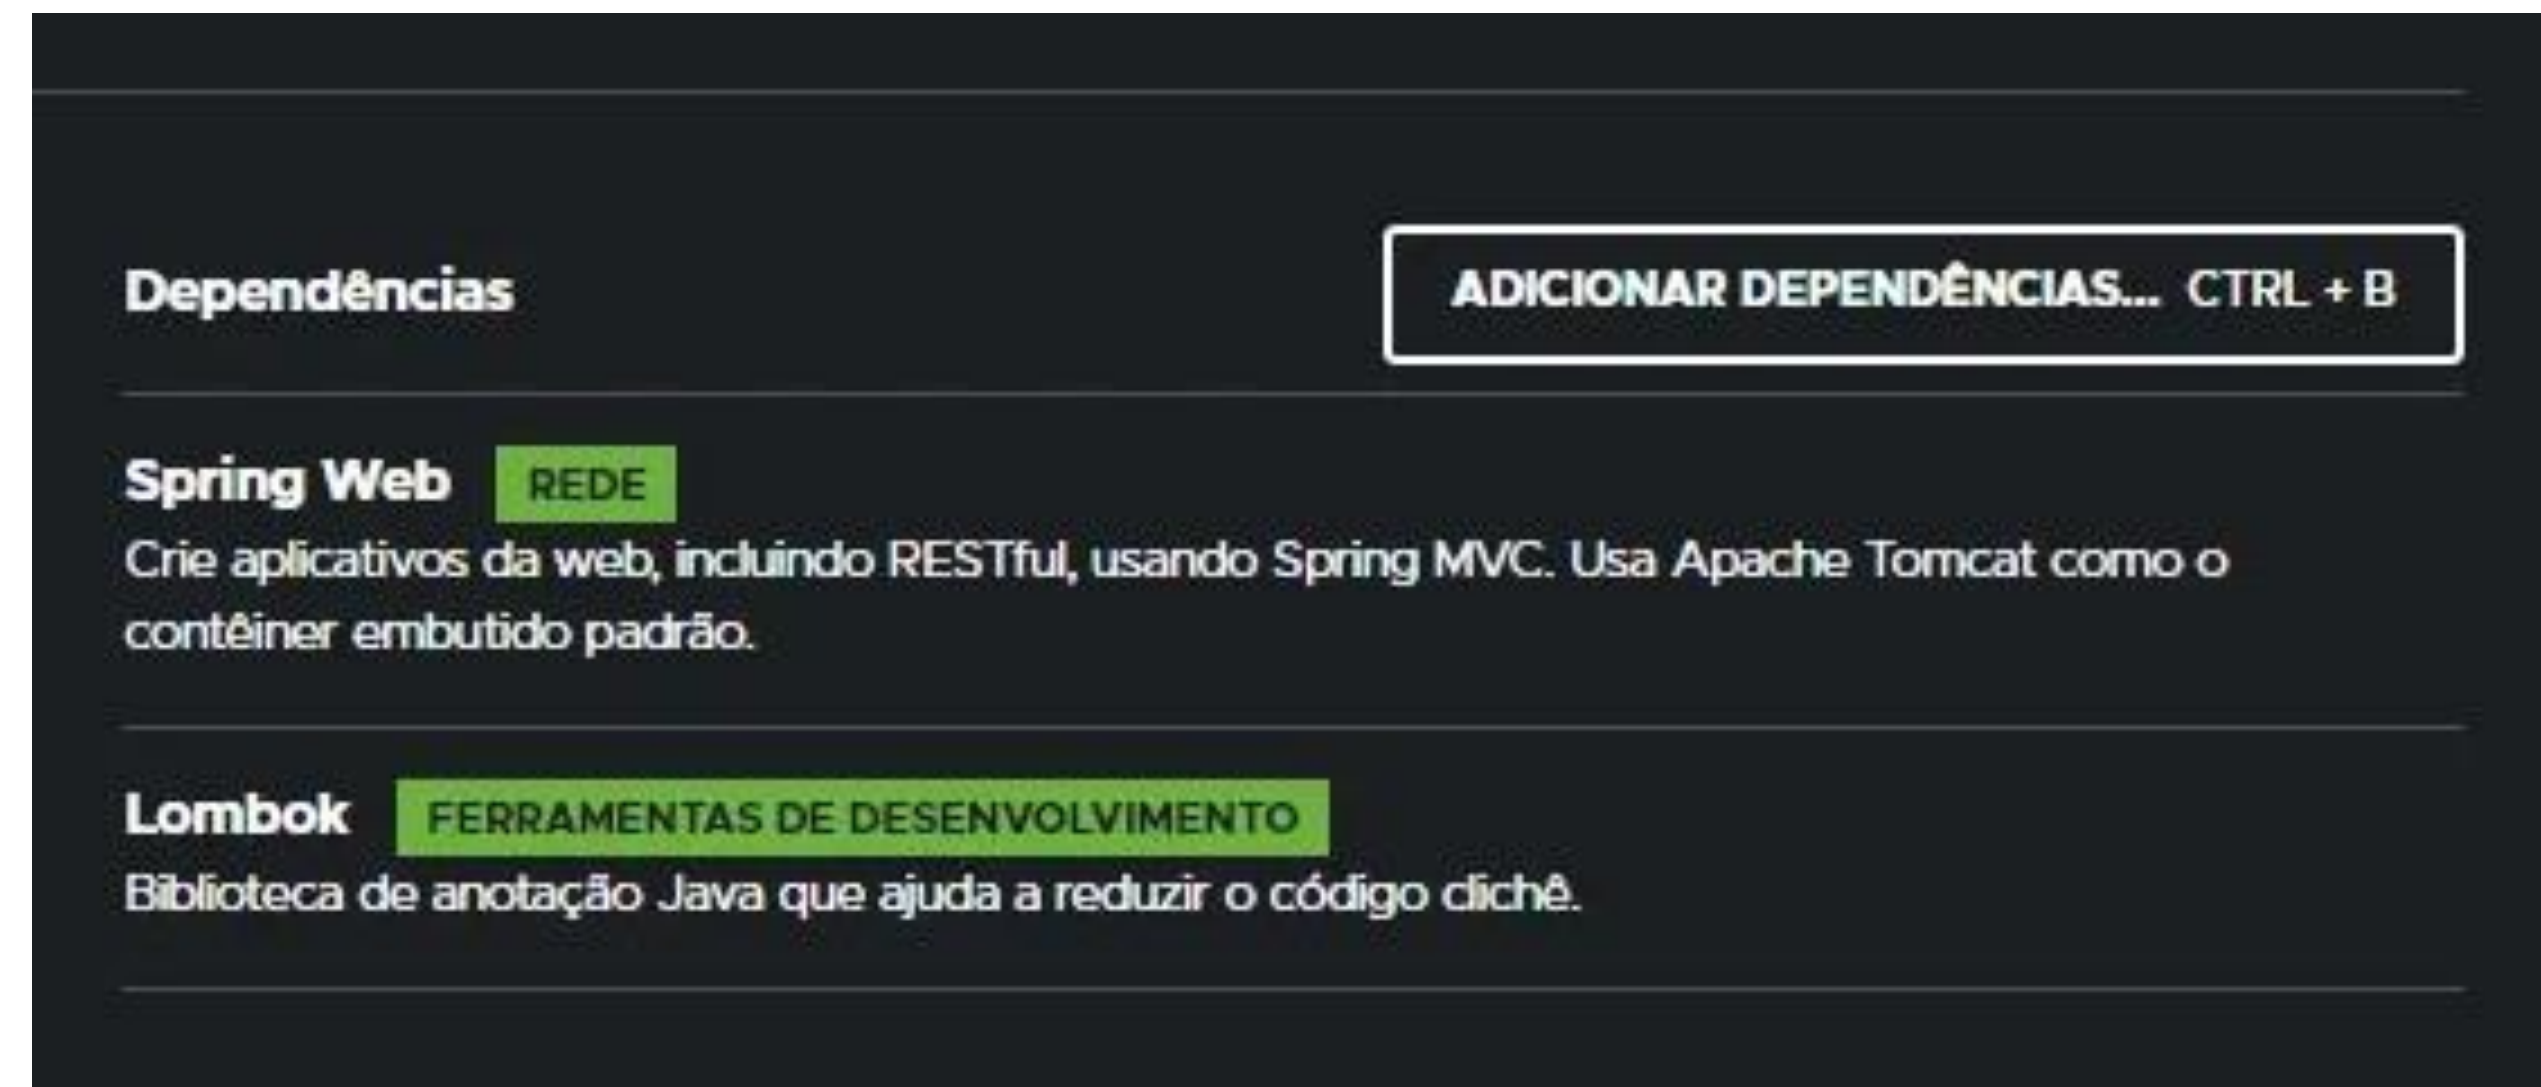 Dependências
ADICIONAR DEPENDÊNCIAS... CTRL + B
Spring Web REDE
Crie aplicativos da web, incluindo RESTful, usando Spring MVC. Usa Apache Tomcat como o
contêiner embutido padrão.
Lombok FERRAMENTAS DE DESENVOLVIMENTO
Biblioteca de anotação Java que ajuda a reduzir o código clichê.